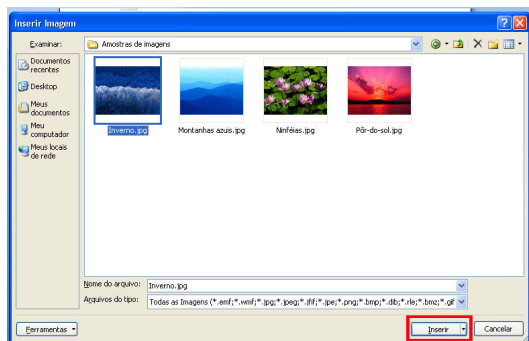 Inserir Imagem
Examinar:
Amostras de imagens
Documentos
recentes
Desktop
Meus
documentos
Meu
computador
Meus locais
de rede
Inverno.jpg
Montanhas azuis.jpg
Ninféias.jpg
Pôr-do-sol.jpg
Nome do arquivo:
Inverno.jpg
Arquivos do tipo:
Todas as Imagens (*.emf;*.wmf;*.jpg;*.jpeg;*.jfif;*.jpe;*.png;*.bmp;*.dib;*.rle;*.bmz;*.gif
Ferramentas
Inserir
Cancelar